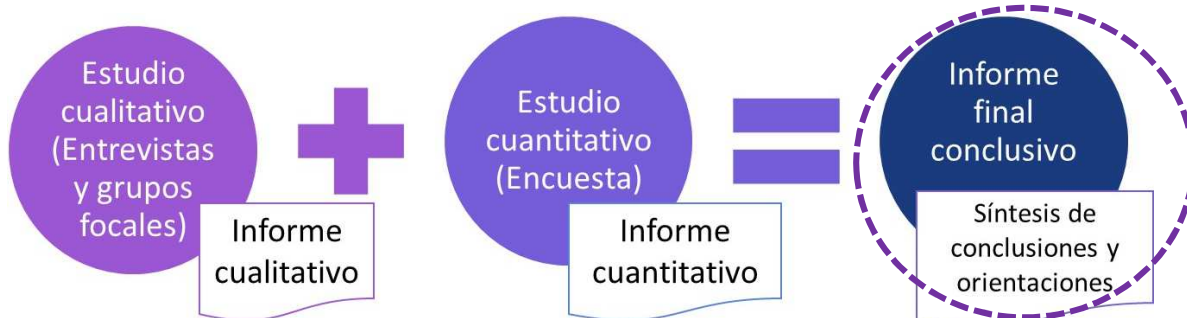 Estudio
cualitativo
(Entrevistas
y grupos
focales)
Informe
cualitativo
Estudio
cuantitativo
(Encuesta)
Informe
cuantitativo
Informe
final
conclusivo
Síntesis de
conclusiones y
orientaciones